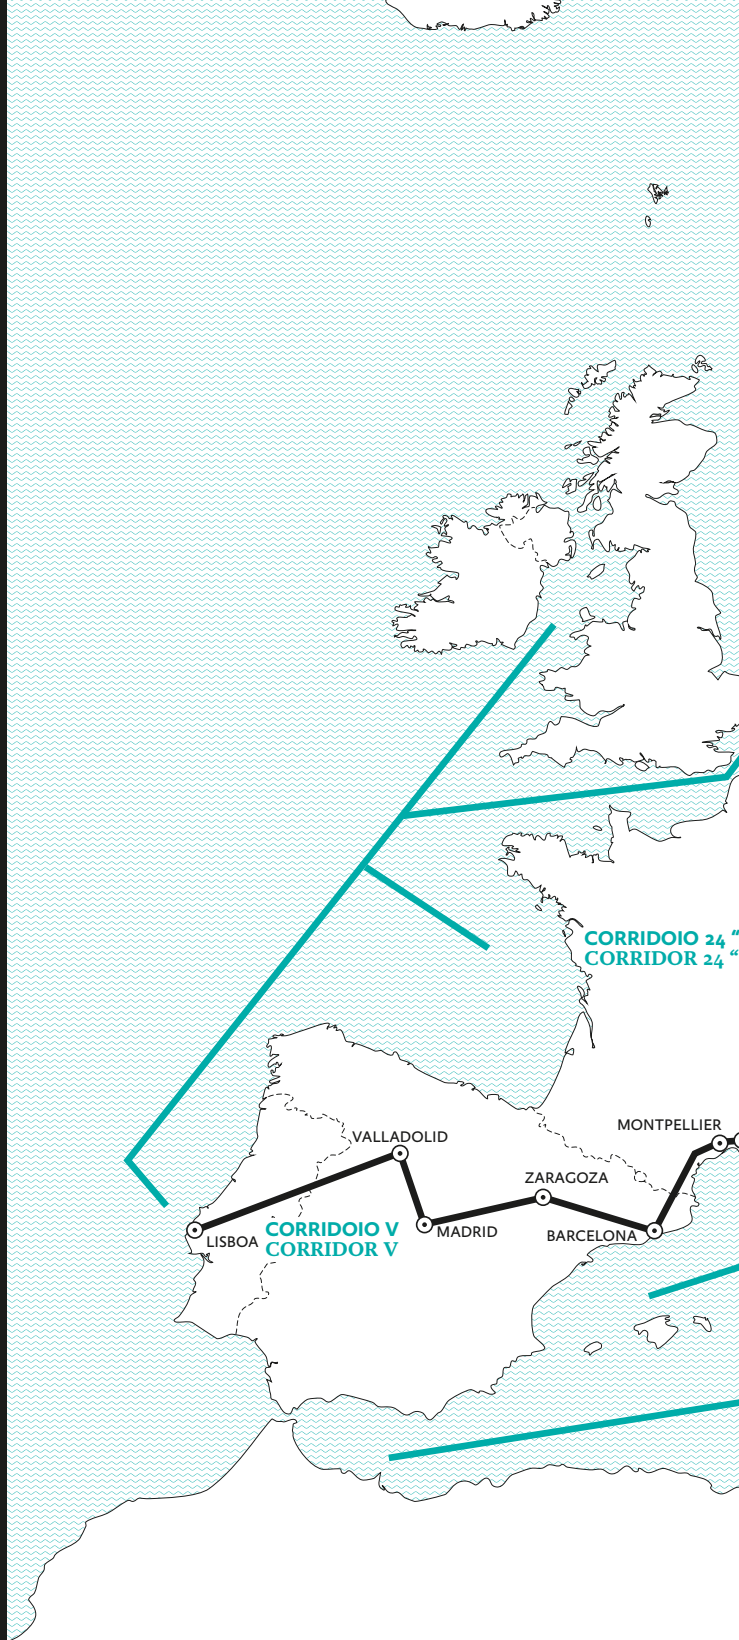 CORRIDOIO 24 “
CORRIDOR 24 “
MONTPELLIER
VALLADOLID
ZARAGOZA
LISBOA
CORRIDOIO V
CORRIDOR V
MADRID
BARCELONA